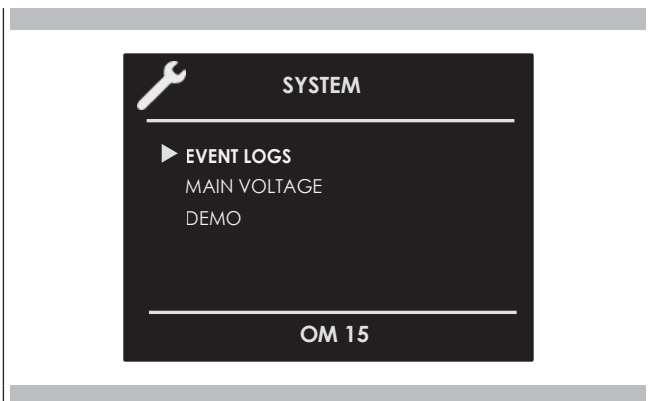 SYSTEM
EVENT LOGS
MAIN VOLTAGE
DEMO
OM 15